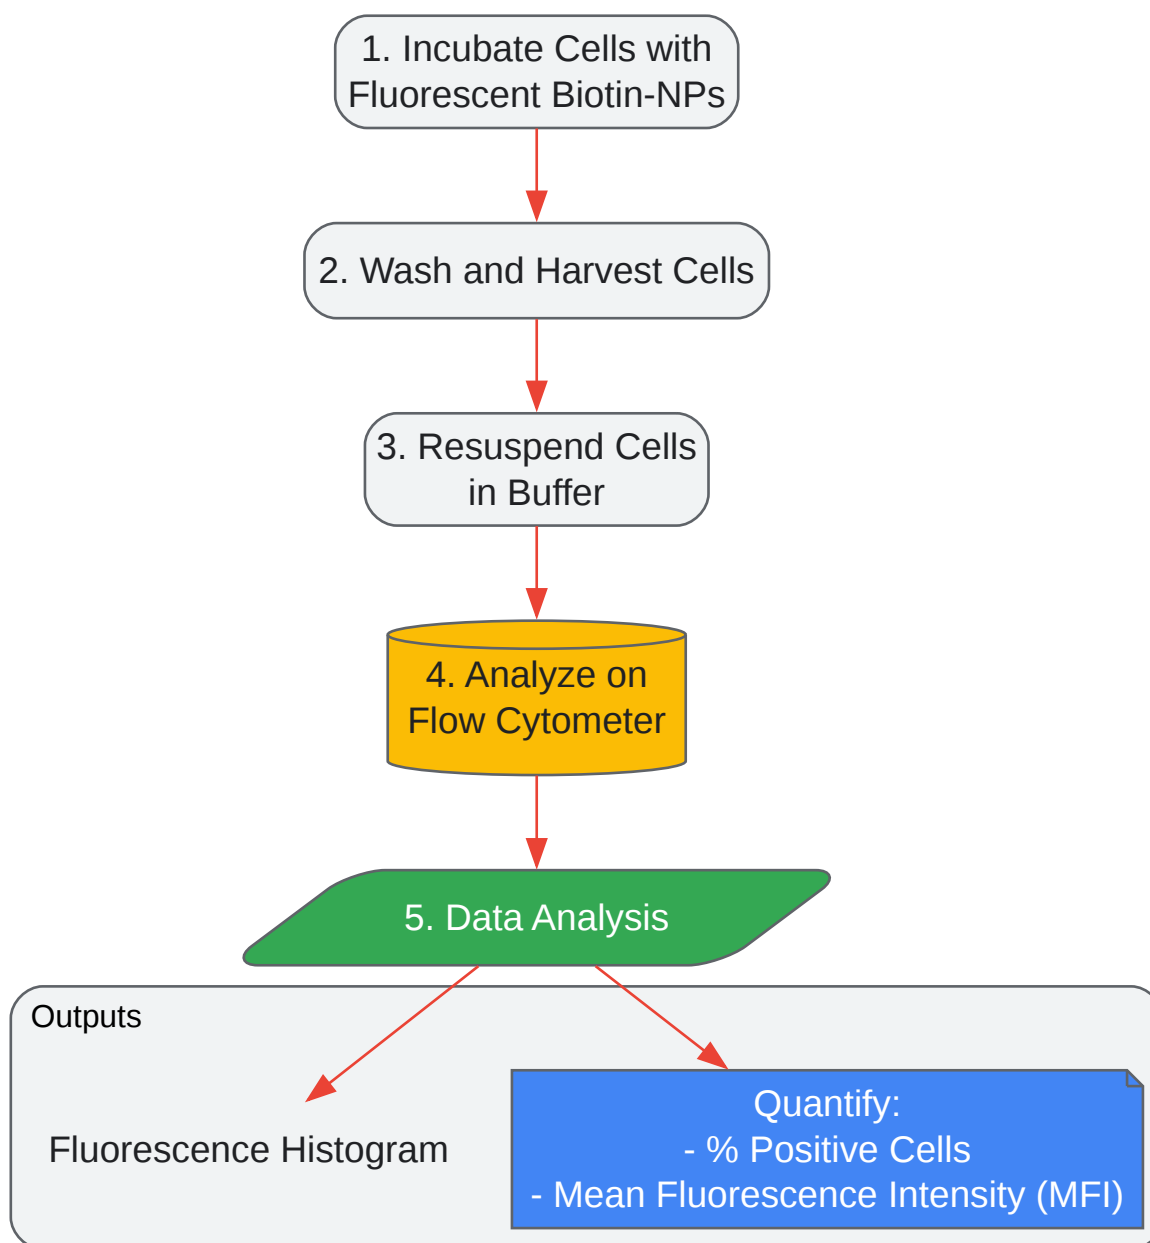 1. Incubate Cells with
Fluorescent Biotin-NPs
2. Wash and Harvest Cells
3. Resuspend Cells
in Buffer
4. Analyze on
Flow Cytometer
5. Data Analysis
Outputs
Fluorescence Histogram
Quantify:
- % Positive Cells
- Mean Fluorescence Intensity (MFI)